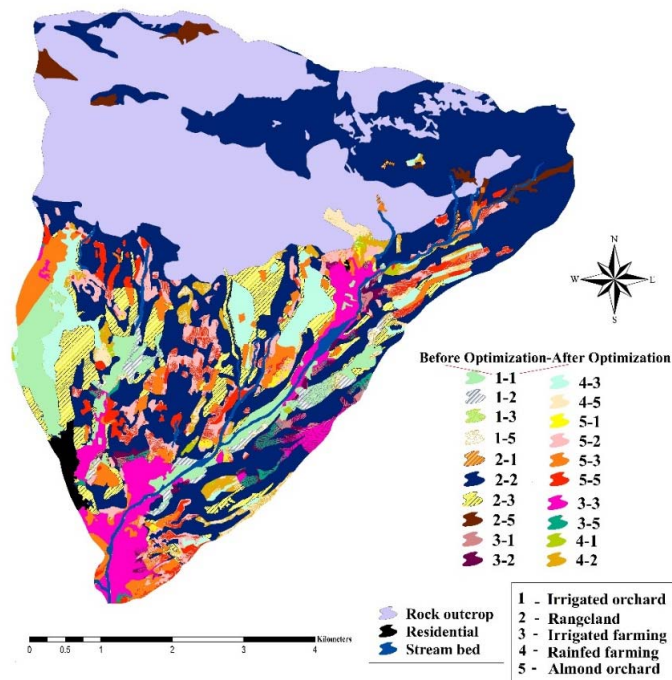 N
W E
S
Before Optimization-After Optimization
1-1 4-3
1-2 4-5
1-3 5-1
1-5 5-2
2-1 5-3
2-2 5-5
2-3 3-3
2-5 3-5
3-1 4-1
3-2 4-2
Rock outcrop
Residential
Stream bed
1 - Irrigated orchard
2 - Rangeland
3 - Irrigated farming
4 - Rainfed farming
5 - Almond orchard
Kilometers
0 0.5 1 2 3 4